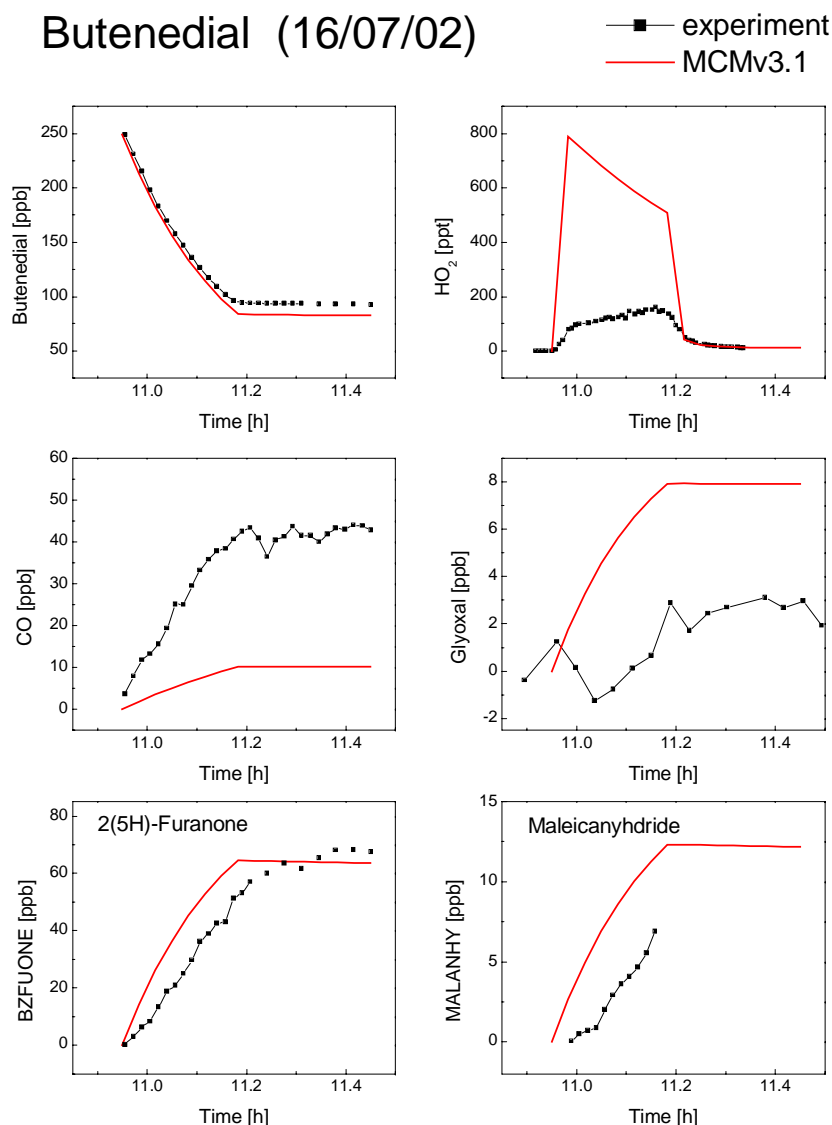 Butenedial (16/07/02)
experiment
MCMv3.1
Butenedial [ppb]
250
200
150
100
50
11.0 11.2 11.4
Time [h]
HO2 [ppt]
800
600
400
200
0
11.0 11.2 11.4
Time [h]
CO [ppb]
60
50
40
30
20
10
0
11.0 11.2 11.4
Time [h]
Glyoxal [ppb]
8
6
4
2
0
-2
11.0 11.2 11.4
Time [h]
2(5H)-Furanone
BZFUONE [ppb]
80
60
40
20
0
11.0 11.2 11.4
Time [h]
Maleicanyhdride
MALANHY [ppb]
15
10
5
0
11.0 11.2 11.4
Time [h]